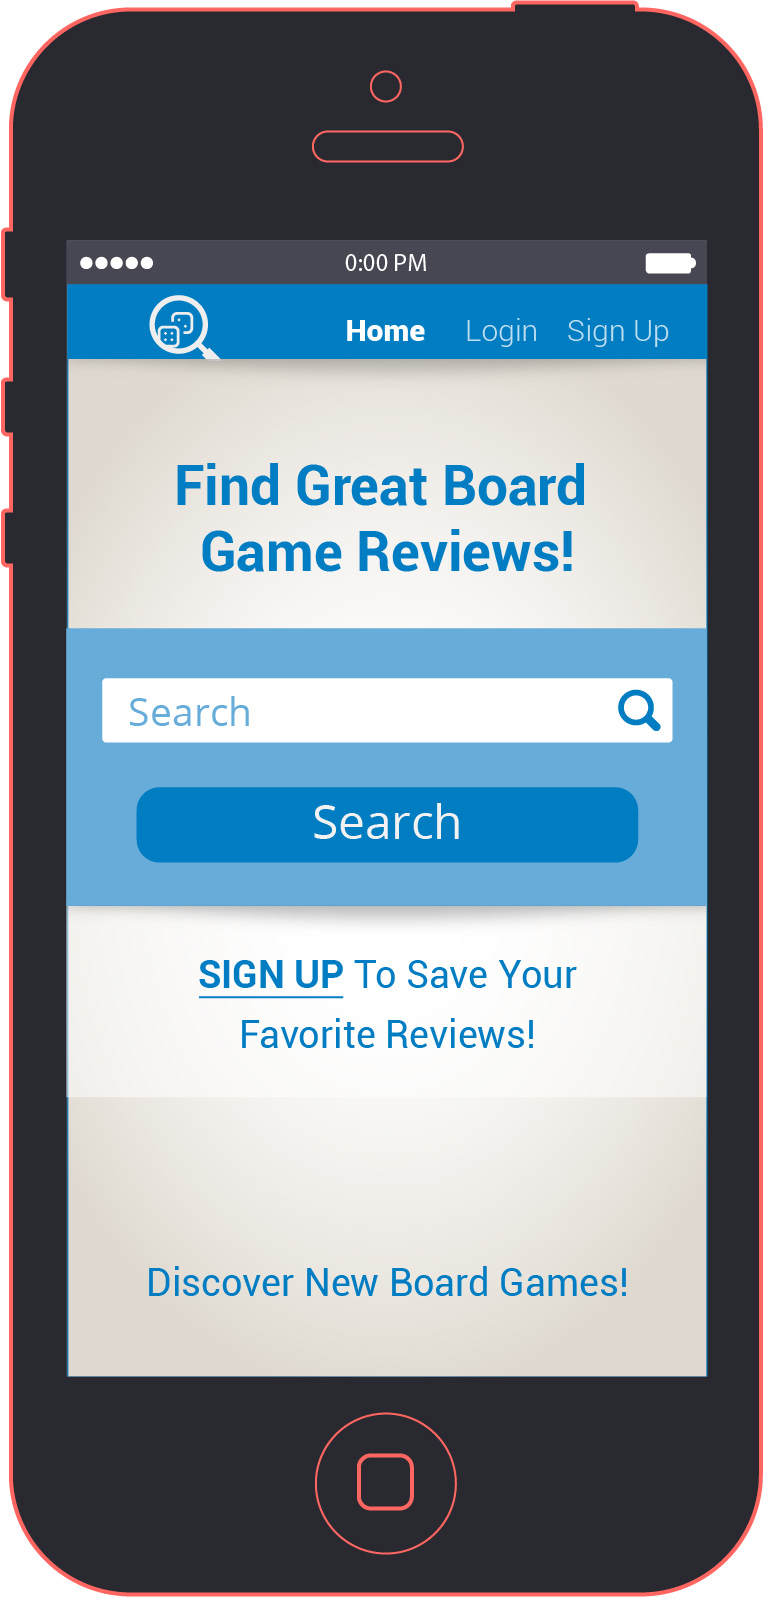 0:00 PM
Home Login Sign Up
Find Great Board
Game Reviews!
Search
Search
SIGN UP To Save Your
Favorite Reviews!
Discover New Board Games!